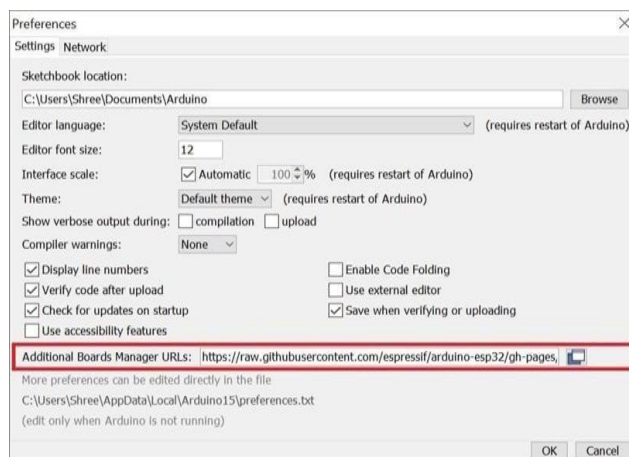 Preferences
Settings Network
Sketchbook location:
C:\Users\Shree\Documents\Arduino Browse
Editor language: System Default (requires restart of Arduino)
Editor font size: 12
Interface scale: Automatic 100 % (requires restart of Arduino)
Theme: Default theme (requires restart of Arduino)
Show verbose output during: compilation upload
Compiler warnings: None
Display line numbers Enable Code Folding
Verify code after upload Use external editor
Check for updates on startup Save when verifying or uploading
Use accessibility features
Additional Boards Manager URLs: https://raw.githubusercontent.com/espressif/arduino-esp32/gh-pages,
More preferences can be edited directly in the file
C:\Users\Shree\AppData\Local\Arduino15\preferences.txt
(edit only when Arduino is not running)
OK Cancel